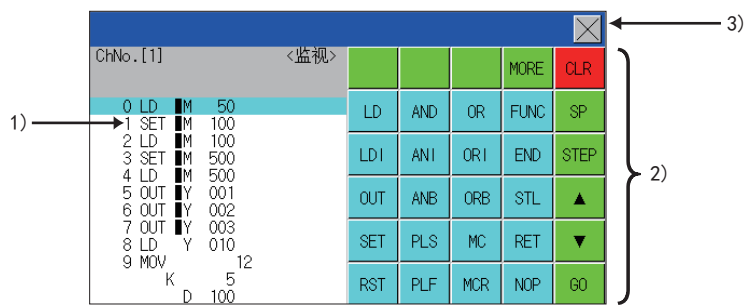 3)
ChNo.[1] <监视>
MORE CLR
0 LD M 50
1 SET M 100
2 LD M 100
3 SET M 500
4 LD M 500
5 OUT Y 001
6 OUT Y 002
7 OUT Y 003
8 LD Y 010
9 MOV 12
K 5
D 100
1)
LD AND OR FUNC SP
LDI ANI ORI END STEP
OUT ANB ORB STL ▲
SET PLS MC RET ▼
RST PLF MCR NOP GO
2)